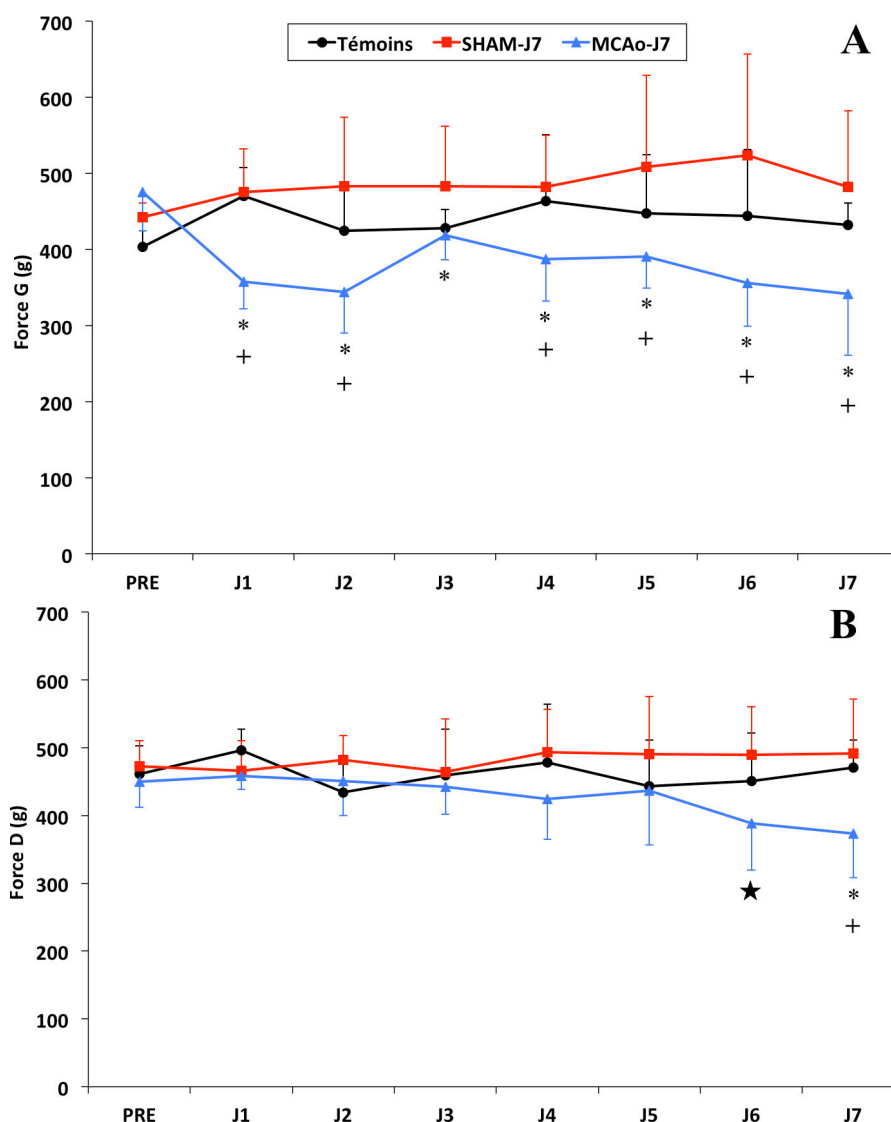 Témoins SHAM-J7 MCAo-J7
A
Force G (g)
700
600
500
400
300
200
100
0
* * * * * * *
+ + + + + +
PRE J1 J2 J3 J4 J5 J6 J7
B
Force D (g)
700
600
500
400
300
200
100
0
★ *
+
PRE J1 J2 J3 J4 J5 J6 J7